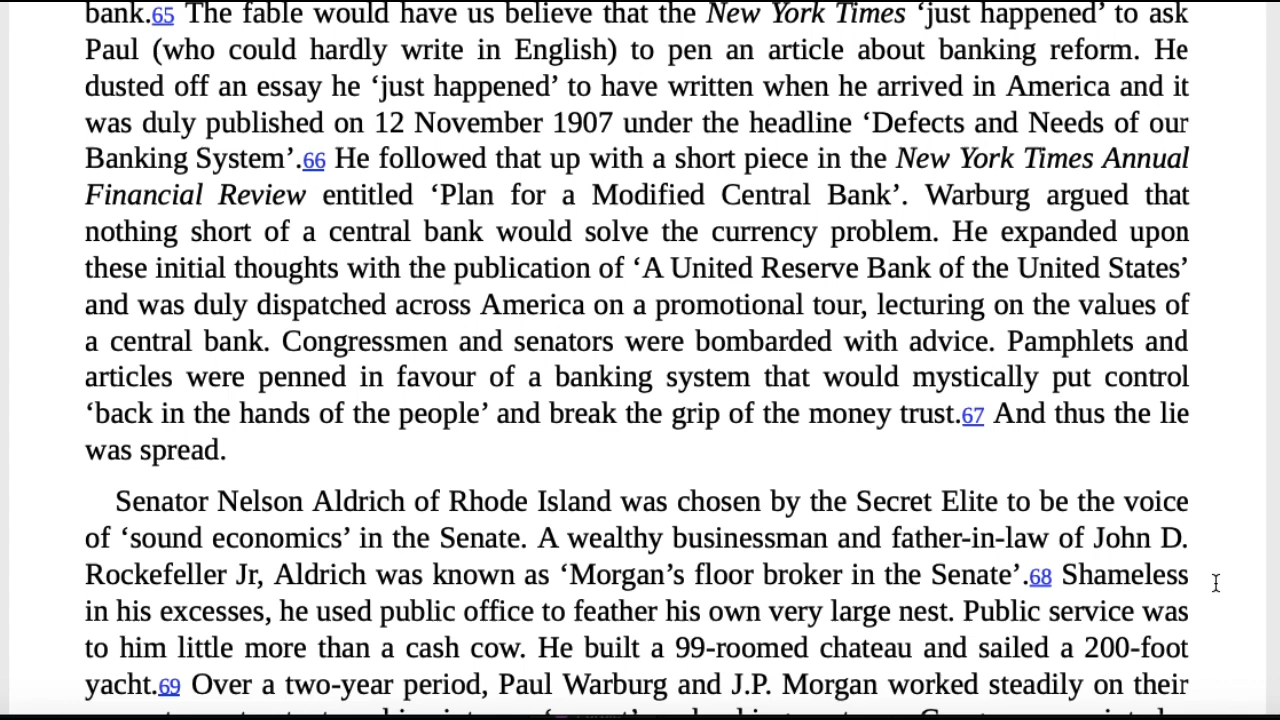 bank.65 The fable would have us believe that the New York Times ‘just happened’ to ask
Paul (who could hardly write in English) to pen an article about banking reform. He
dusted off an essay he ‘just happened’ to have written when he arrived in America and it
was duly published on 12 November 1907 under the headline ‘Defects and Needs of our
Banking System’.66 He followed that up with a short piece in the New York Times Annual
Financial Review entitled ‘Plan for a Modified Central Bank’. Warburg argued that
nothing short of a central bank would solve the currency problem. He expanded upon
these initial thoughts with the publication of ‘A United Reserve Bank of the United States’
and was duly dispatched across America on a promotional tour, lecturing on the values of
a central bank. Congressmen and senators were bombarded with advice. Pamphlets and
articles were penned in favour of a banking system that would mystically put control
‘back in the hands of the people’ and break the grip of the money trust.67 And thus the lie
was spread.
Senator Nelson Aldrich of Rhode Island was chosen by the Secret Elite to be the voice
of ‘sound economics’ in the Senate. A wealthy businessman and father-in-law of John D.
Rockefeller Jr, Aldrich was known as ‘Morgan’s floor broker in the Senate’.68 Shameless
in his excesses, he used public office to feather his own very large nest. Public service was
to him little more than a cash cow. He built a 99-roomed chateau and sailed a 200-foot
yacht.69 Over a two-year period, Paul Warburg and J.P. Morgan worked steadily on their